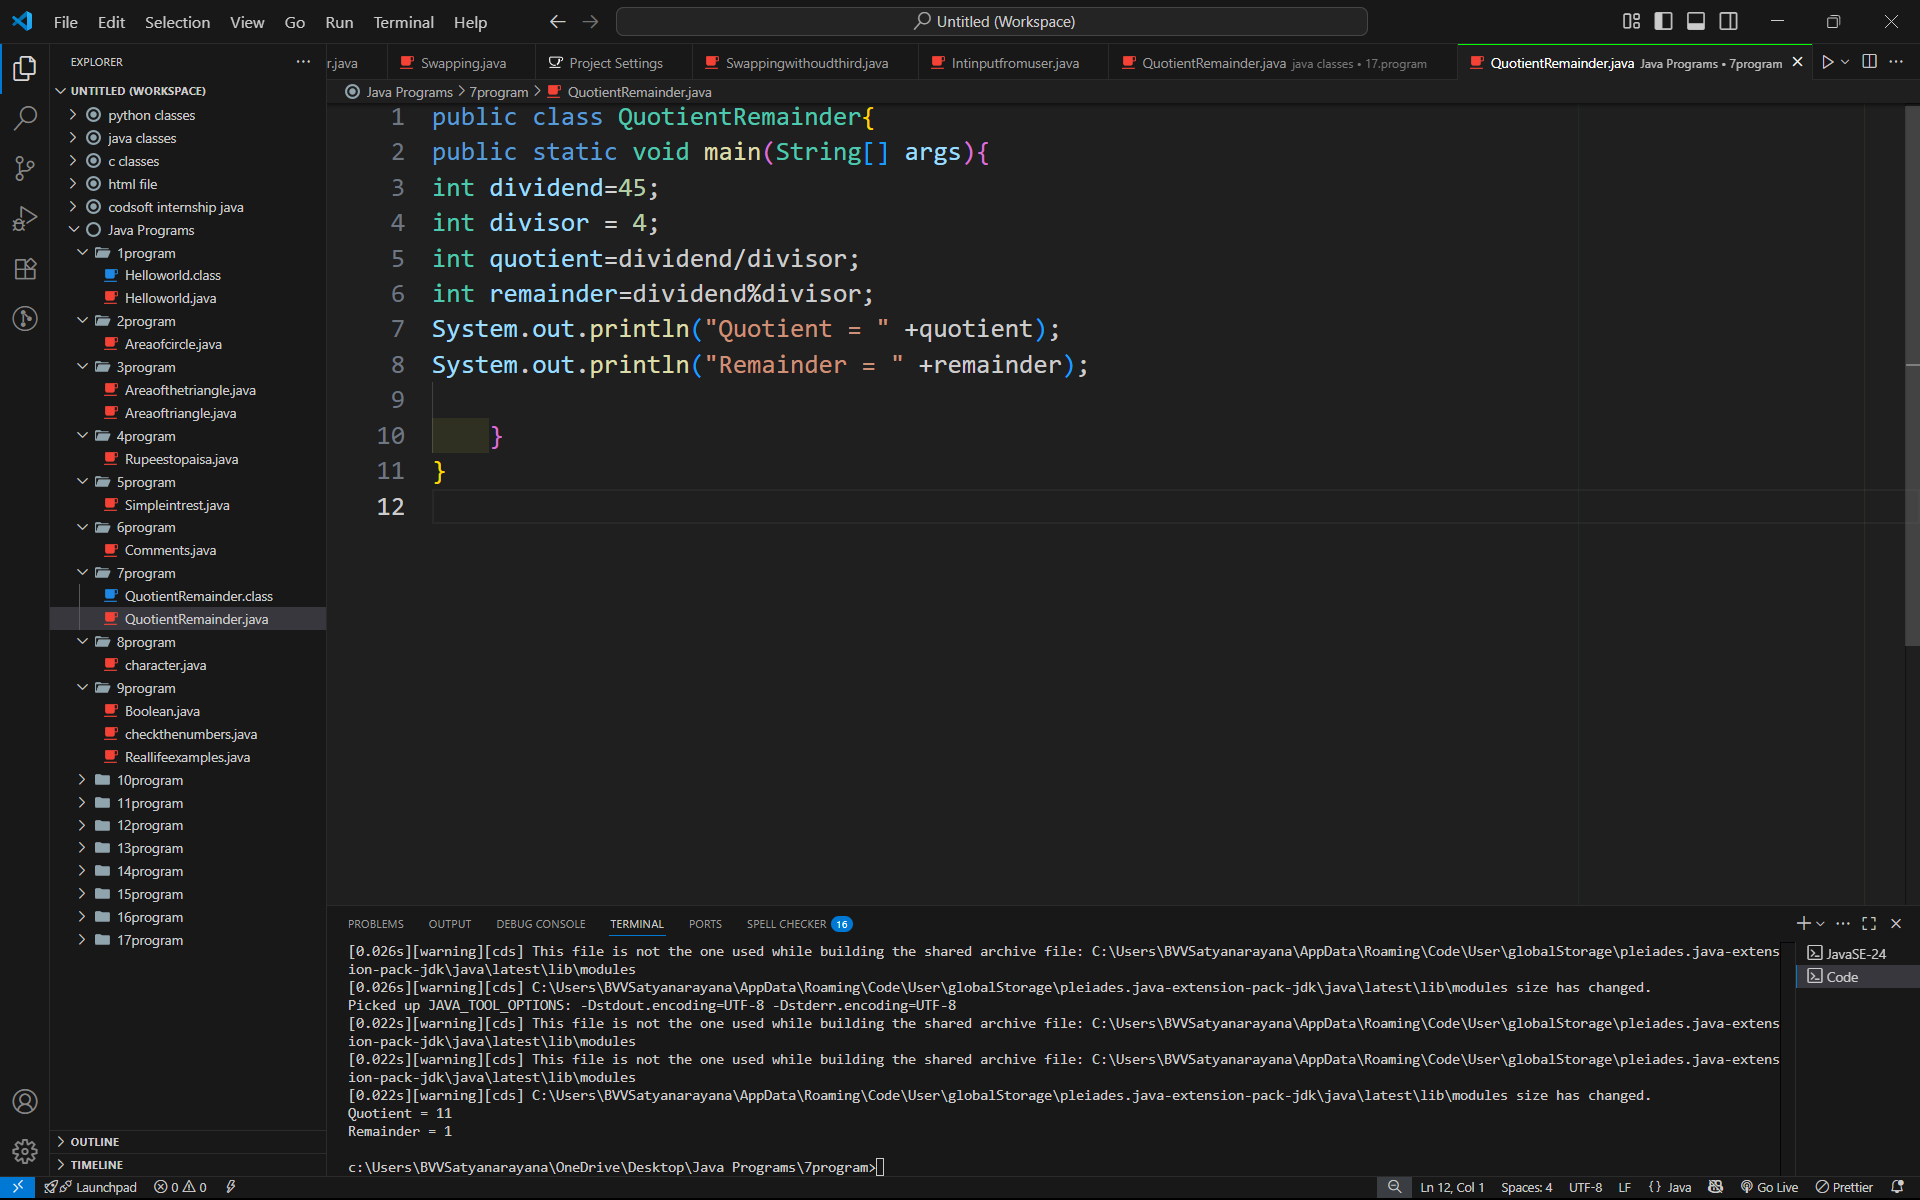 File Edit Selection View Go Run Terminal Help
Untitled (Workspace)
EXPLORER
r.java Swapping.java Project Settings Swappingwithoudthird.java Intinputfromuser.java QuotientRemainder.java java classes • 17.program QuotientRemainder.java Java Programs • 7program
Java Programs > 7program > QuotientRemainder.java
UNTITLED (WORKSPACE)
python classes
java classes
c classes
html file
codsoft internship java
Java Programs
1program
Helloworld.class
Helloworld.java
2program
Areaofcircle.java
3program
Areaofthetriangle.java
Areaoftriangle.java
4program
Rupeestopaisa.java
5program
Simpleintrest.java
6program
Comments.java
7program
QuotientRemainder.class
QuotientRemainder.java
8program
character.java
9program
Boolean.java
checkthenumbers.java
Reallifeexamples.java
10program
11program
12program
13program
14program
15program
16program
17program
OUTLINE
TIMELINE
1 public class QuotientRemainder{
2 public static void main(String[] args){
3 int dividend=45;
4 int divisor = 4;
5 int quotient=dividend/divisor;
6 int remainder=dividend%divisor;
7 System.out.println("Quotient = " +quotient);
8 System.out.println("Remainder = " +remainder);
9
10 }
11 }
12
PROBLEMS OUTPUT DEBUG CONSOLE TERMINAL PORTS SPELL CHECKER 16
[0.026s][warning][cds] This file is not the one used while building the shared archive file: C:\Users\BVVSatyanarayana\AppData\Roaming\Code\User\globalStorage\pleiades.java-extens
ion-pack-jdk\java\latest\lib\modules
[0.026s][warning][cds] C:\Users\BVVSatyanarayana\AppData\Roaming\Code\User\globalStorage\pleiades.java-extension-pack-jdk\java\latest\lib\modules size has changed.
Picked up JAVA_TOOL_OPTIONS: -Dstdout.encoding=UTF-8 -Dstderr.encoding=UTF-8
[0.022s][warning][cds] This file is not the one used while building the shared archive file: C:\Users\BVVSatyanarayana\AppData\Roaming\Code\User\globalStorage\pleiades.java-extens
ion-pack-jdk\java\latest\lib\modules
[0.022s][warning][cds] This file is not the one used while building the shared archive file: C:\Users\BVVSatyanarayana\AppData\Roaming\Code\User\globalStorage\pleiades.java-extens
ion-pack-jdk\java\latest\lib\modules
[0.022s][warning][cds] C:\Users\BVVSatyanarayana\AppData\Roaming\Code\User\globalStorage\pleiades.java-extension-pack-jdk\java\latest\lib\modules size has changed.
Quotient = 11
Remainder = 1
c:\Users\BVVSatyanarayana\OneDrive\Desktop\Java Programs\7program>
JavaSE-24
Code
Launchpad 0 0 Ln 12, Col 1 Spaces: 4 UTF-8 LF {} Java Go Live Prettier